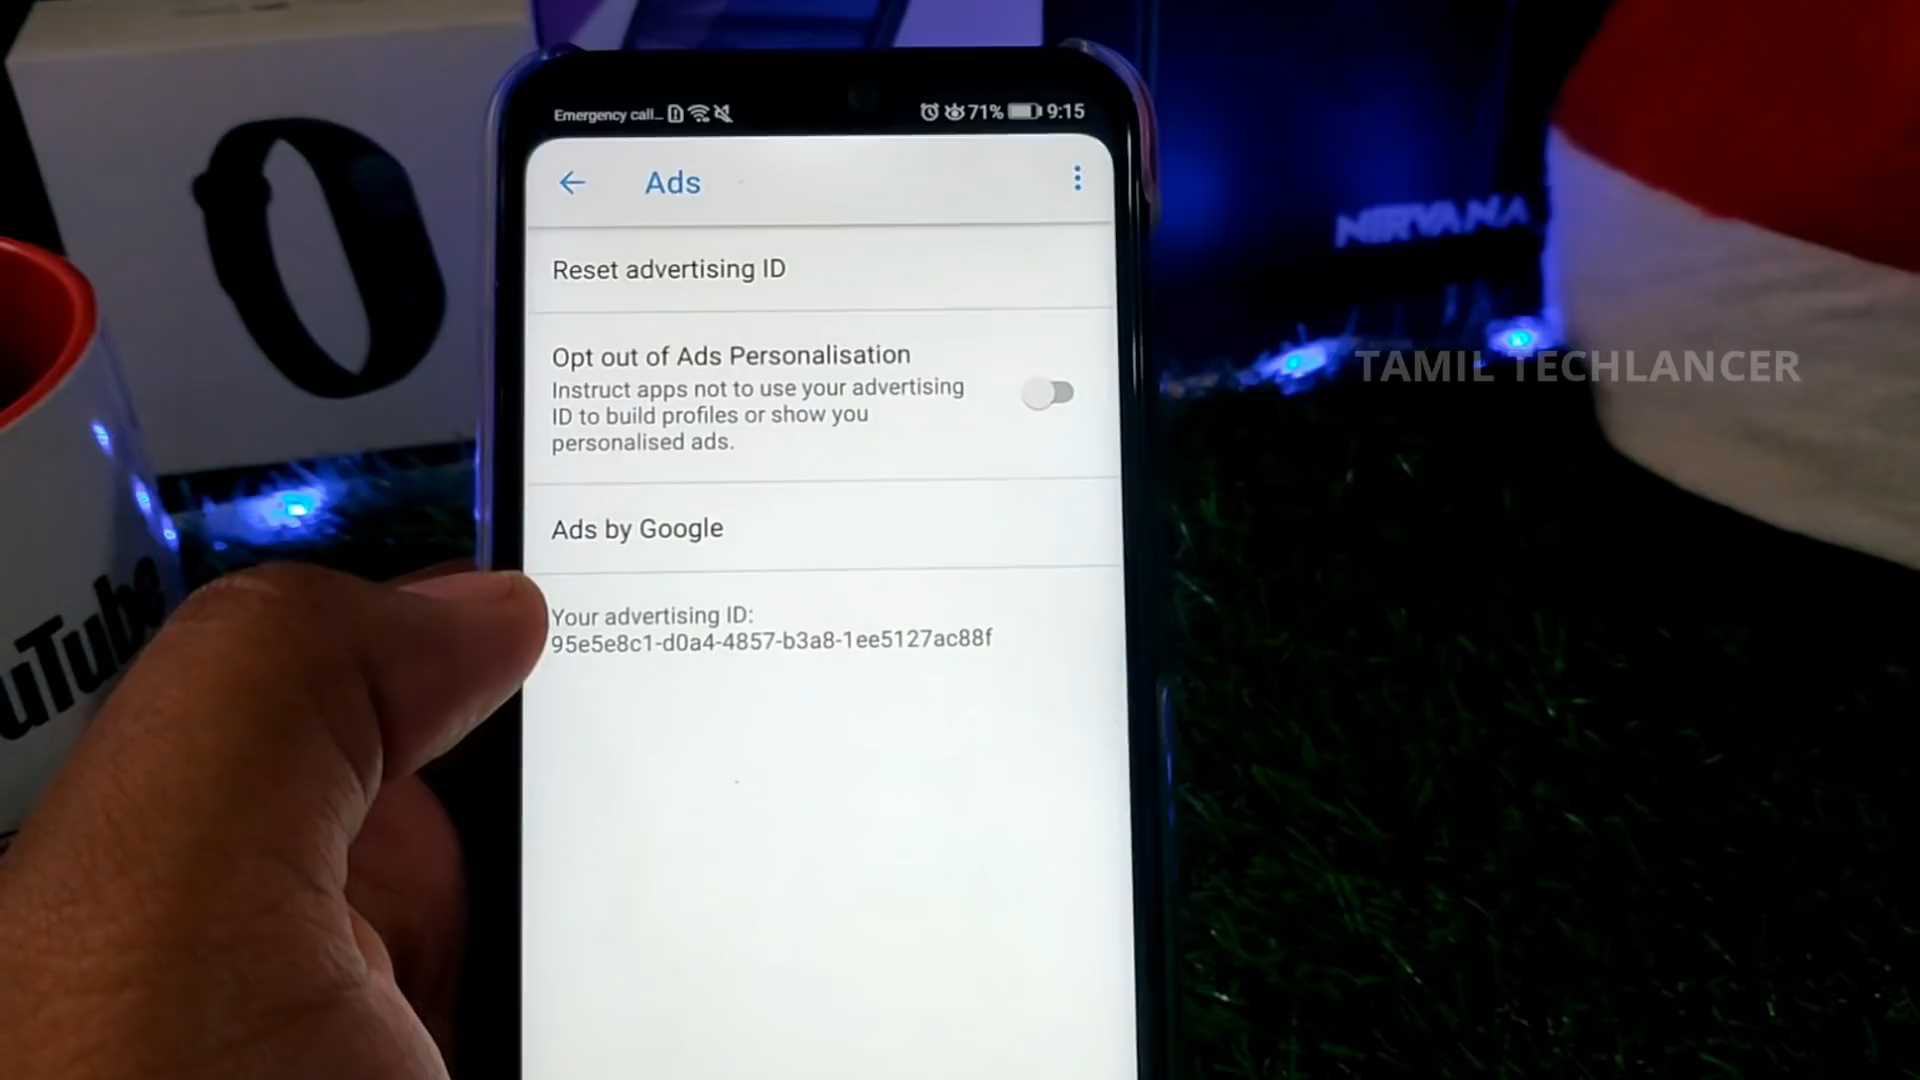 Emergency call... 71% 9:15
Ads
Reset advertising ID
Opt out of Ads Personalisation
Instruct apps not to use your advertising
ID to build profiles or show you
personalised ads.
Ads by Google
Your advertising ID:
95e5e8c1-d0a4-4857-b3a8-1ee5127ac88f
NIRVANA
TAMIL TECHLANCER
uTube